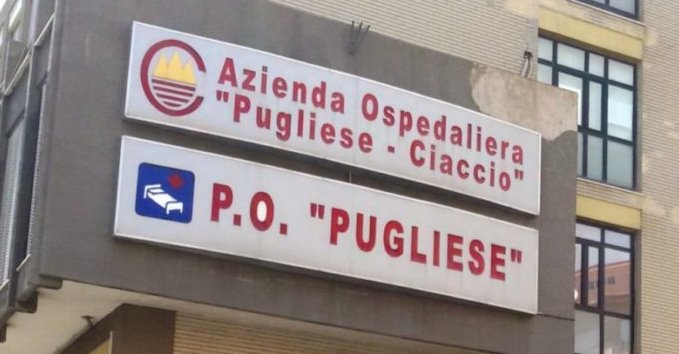 Azienda Ospedaliera
"Pugliese - Ciaccio"
P.O. "PUGLIESE"